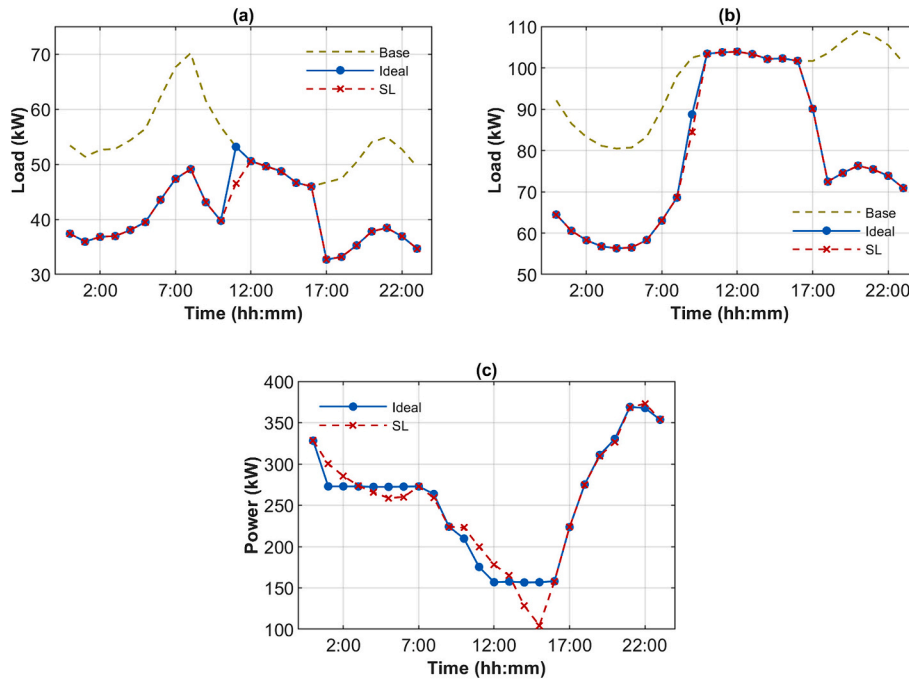 (a)
70
60
50
40
30
Load (kW)
Base
Ideal
SL
2:00 7:00 12:00 17:00 22:00
Time (hh:mm)
(b)
110
100
90
80
70
60
50
Load (kW)
Base
Ideal
SL
2:00 7:00 12:00 17:00 22:00
Time (hh:mm)
(c)
400
350
300
250
200
150
100
Power (kW)
Ideal
SL
2:00 7:00 12:00 17:00 22:00
Time (hh:mm)